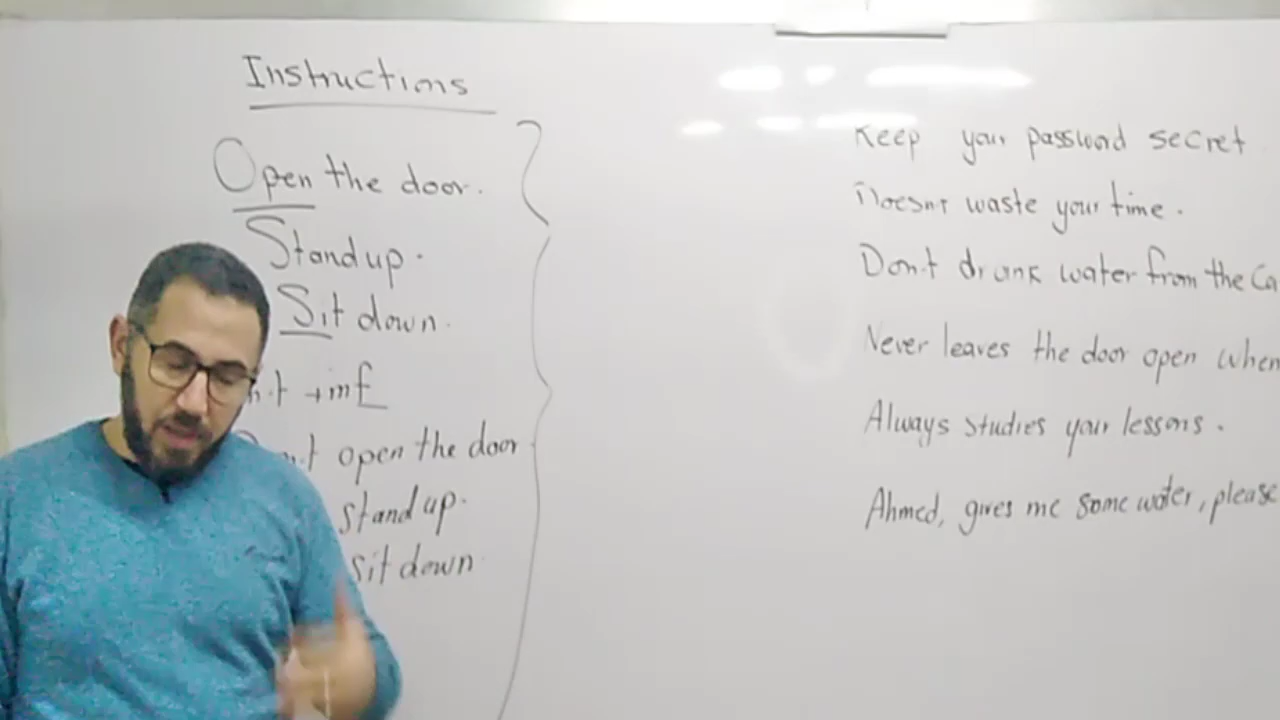 Instructions
Open the door.
Stand up.
Sit down.
+inf
open the door
stand up.
sit down
Keep your password secret
Doesn't waste your time.
Don't drank water from the
Never leaves the door open when
Always studies your lessons.
Ahmed, gives me some water, please